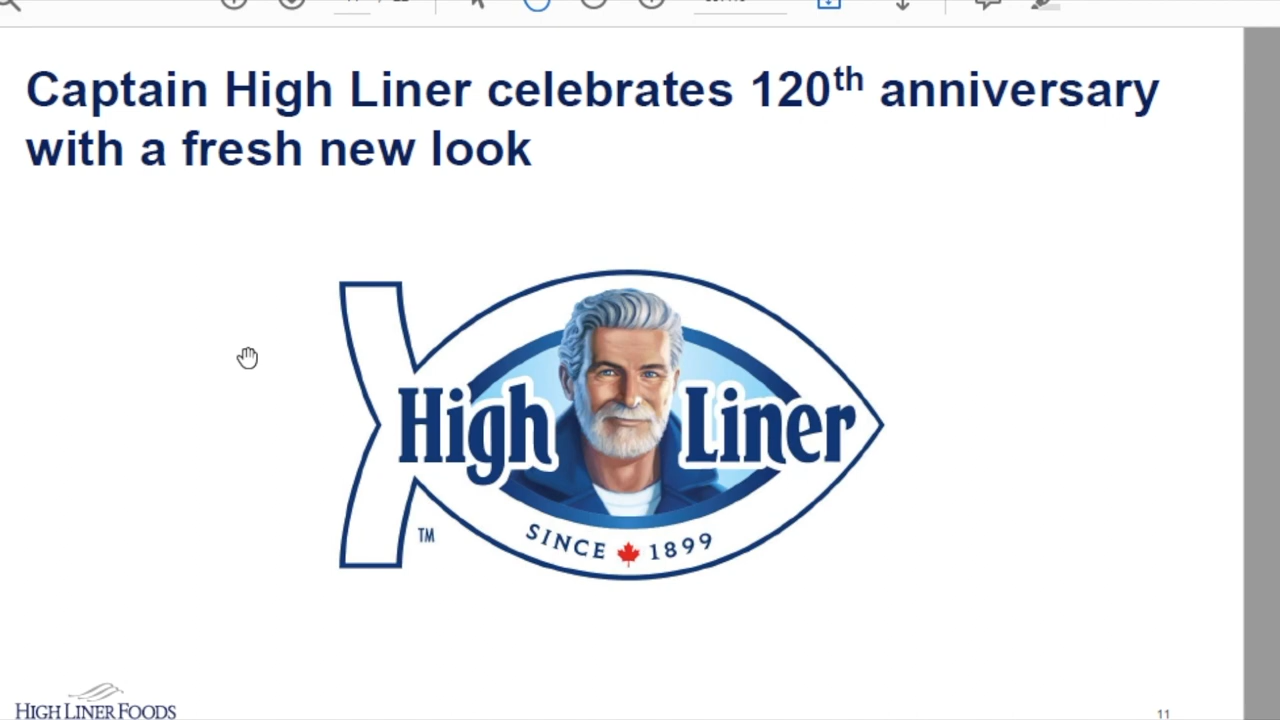 Captain High Liner celebrates 120th anniversary
with a fresh new look
High Liner
TM
SINCE 1899
HIGH LINER FOODS
11